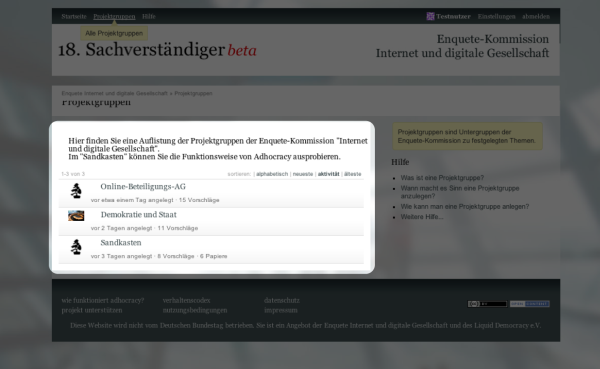 Startseite Projektgruppen Hilfe Testnutzer Einstellungen abmelden
Alle Projektgruppen
18. Sachverständiger beta
Enquete-Kommission
Internet und digitale Gesellschaft
Enquete Internet und digitale Gesellschaft » Projektgruppen
Projektgruppen
Hier finden Sie eine Auflistung der Projektgruppen der Enquete-Kommission "Internet
und digitale Gesellschaft".
Im "Sandkasten" können Sie die Funktionsweise von Adhocracy ausprobieren.
1-3 von 3 sortieren: | alphabetisch | neueste | aktivität | älteste
Online-Beteiligungs-AG
vor etwa einem Tag angelegt · 15 Vorschläge
Demokratie und Staat
vor 2 Tagen angelegt · 11 Vorschläge
Sandkasten
vor 3 Tagen angelegt · 8 Vorschläge · 6 Papiere
Projektgruppen sind Untergruppen der
Enquete-Kommission zu festgelegten Themen.
Hilfe
Was ist eine Projektgruppe?
Wann macht es Sinn eine Projektgruppe
anzulegen?
Wie kann man eine Projektgruppe anlegen?
Weitere Hilfe...
wie funktioniert adhocracy? verhaltenscodex datenschutz
projekt unterstützen nutzungsbedingungen impressum
Diese Website wird nicht vom Deutschen Bundestag betrieben. Sie ist ein Angebot der Enquete Internet und digitale Gesellschaft und des Liquid Democracy e.V.